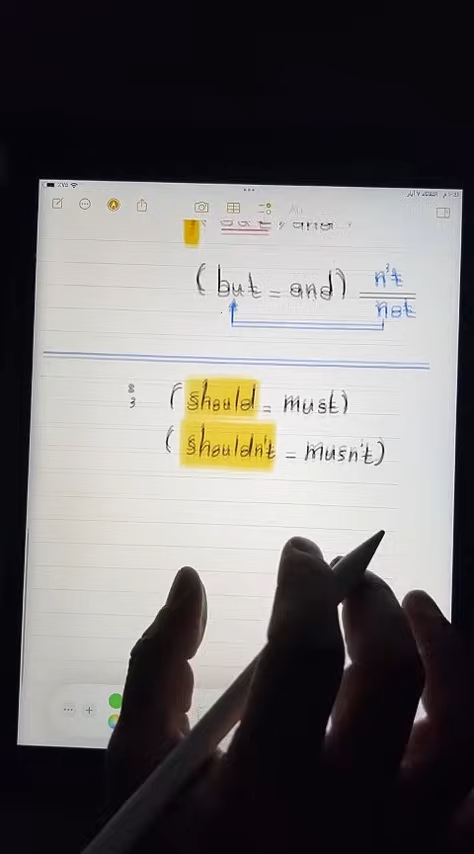 (but = and) n't
not
(should = must)
(shouldn't = musn't)